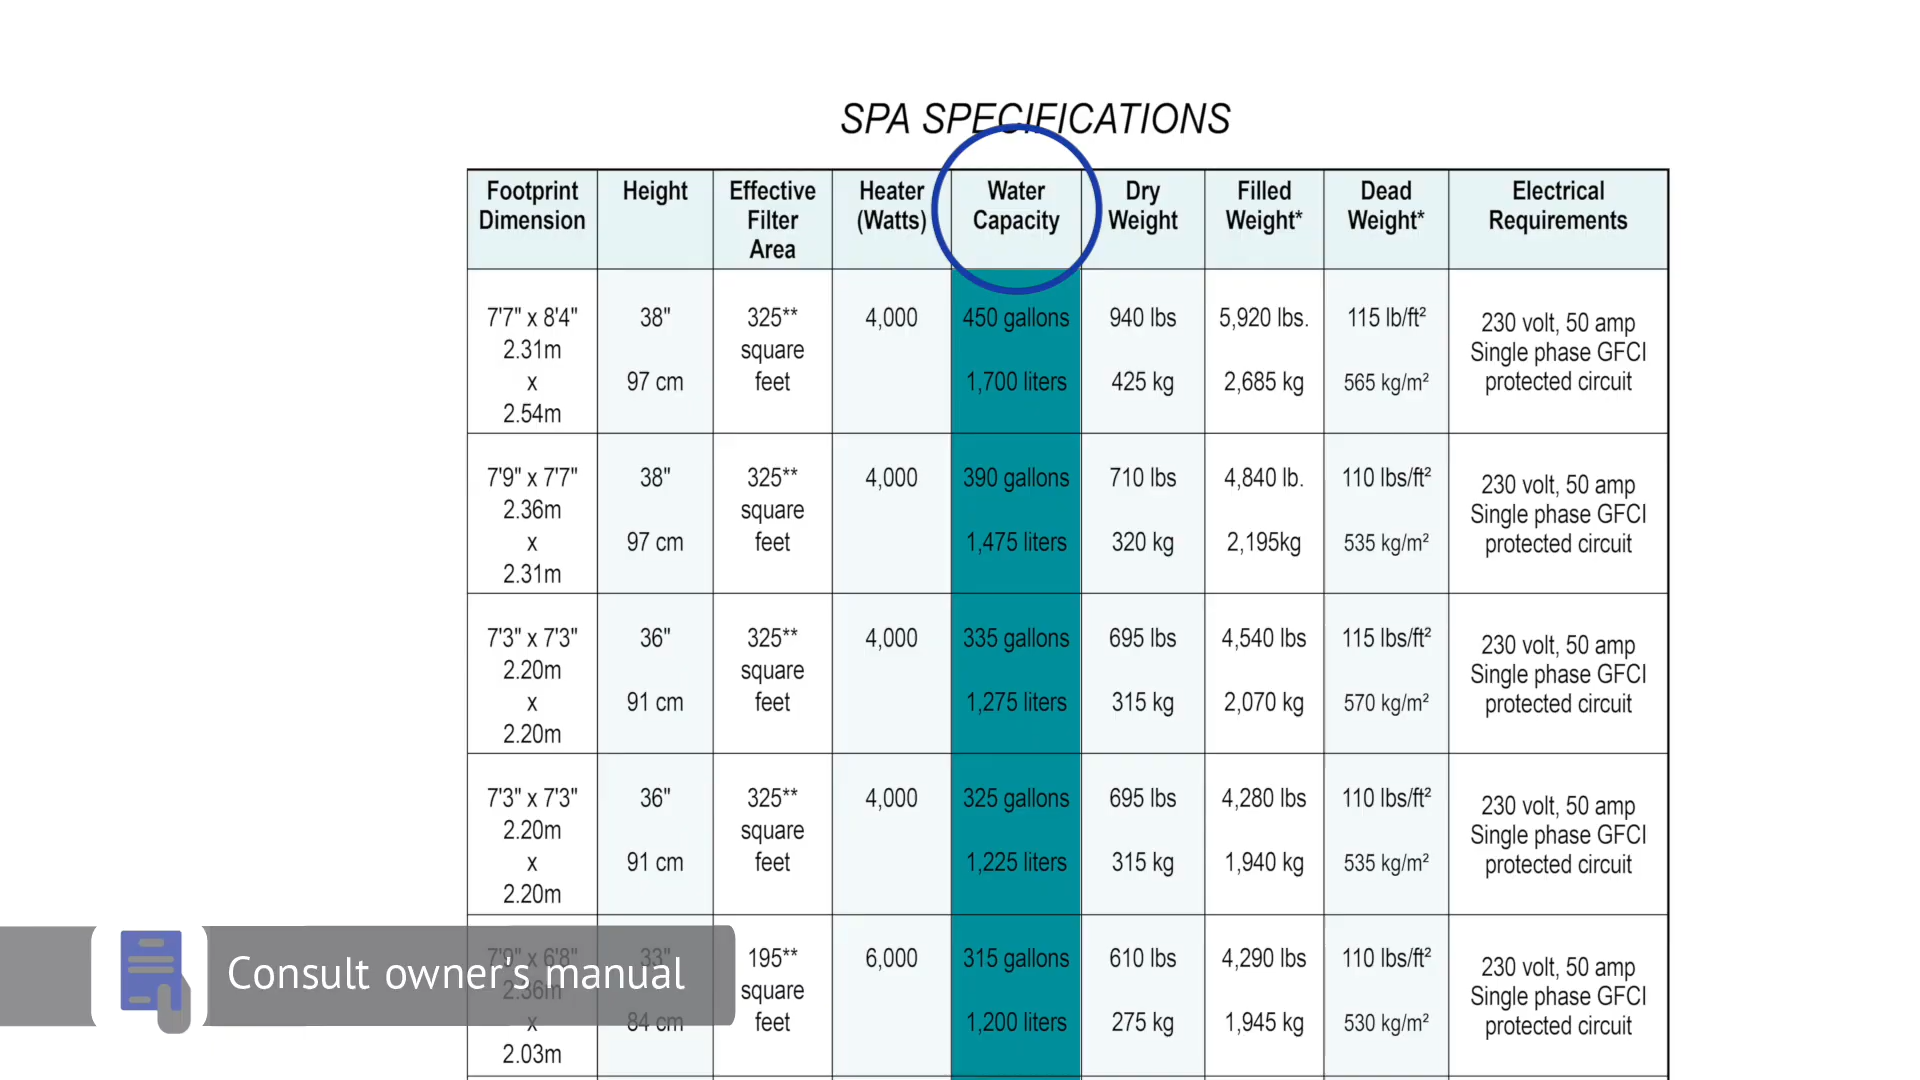 SPA SPECIFICATIONS
Footprint Dimension
Height
Effective Filter Area
Heater (Watts)
Water Capacity
Dry Weight
Filled Weight*
Dead Weight*
Electrical Requirements
7'7" x 8'4"
2.31m
x
2.54m
38"
97 cm
325**
square
feet
4,000
450 gallons
1,700 liters
940 lbs
425 kg
5,920 lbs.
2,685 kg
115 lb/ft²
565 kg/m²
230 volt, 50 amp
Single phase GFCI
protected circuit
7'9" x 7'7"
2.36m
x
2.31m
38"
97 cm
325**
square
feet
4,000
390 gallons
1,475 liters
710 lbs
320 kg
4,840 lb.
2,195kg
110 lbs/ft²
535 kg/m²
230 volt, 50 amp
Single phase GFCI
protected circuit
7'3" x 7'3"
2.20m
x
2.20m
36"
91 cm
325**
square
feet
4,000
335 gallons
1,275 liters
695 lbs
315 kg
4,540 lbs
2,070 kg
115 lbs/ft²
570 kg/m²
230 volt, 50 amp
Single phase GFCI
protected circuit
7'3" x 7'3"
2.20m
x
2.20m
36"
91 cm
325**
square
feet
4,000
325 gallons
1,225 liters
695 lbs
315 kg
4,280 lbs
1,940 kg
110 lbs/ft²
535 kg/m²
230 volt, 50 amp
Single phase GFCI
protected circuit
7'9" x 6'8"
2.36m
x
2.03m
33"
84 cm
195**
square
feet
6,000
315 gallons
1,200 liters
610 lbs
275 kg
4,290 lbs
1,945 kg
110 lbs/ft²
530 kg/m²
230 volt, 50 amp
Single phase GFCI
protected circuit
Consult owner's manual